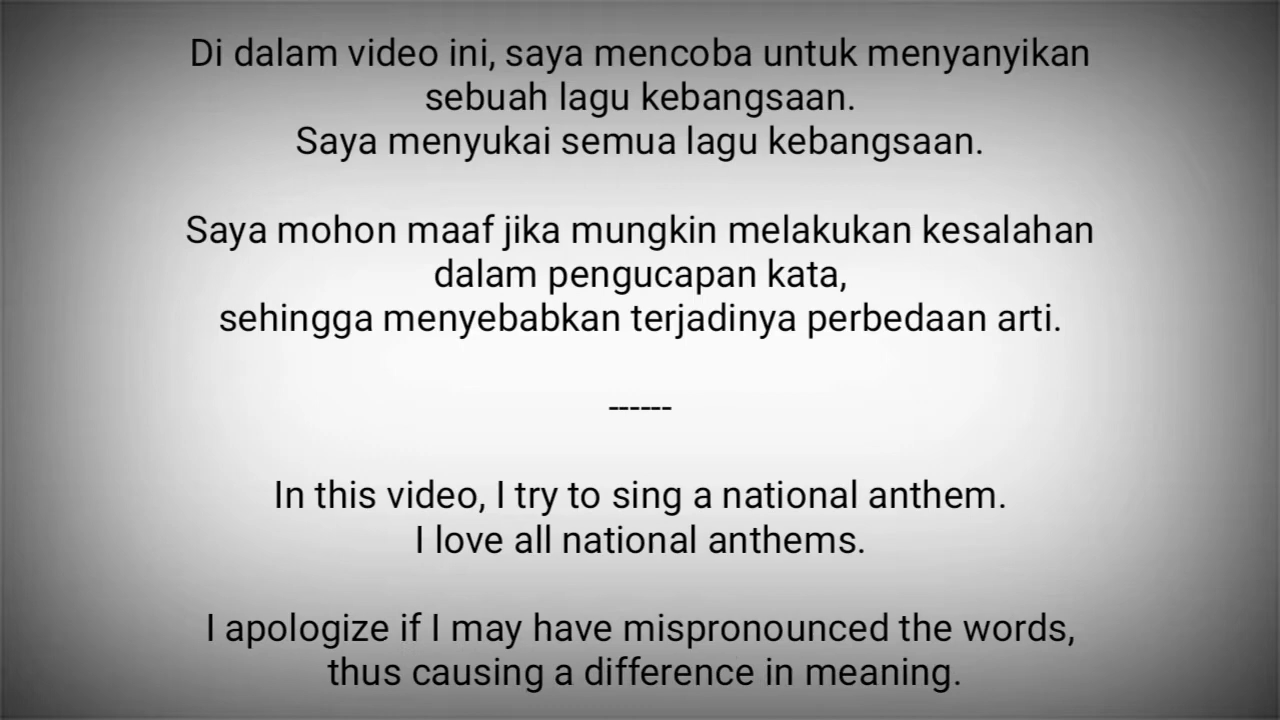 Di dalam video ini, saya mencoba untuk menyanyikan
sebuah lagu kebangsaan.
Saya menyukai semua lagu kebangsaan.
Saya mohon maaf jika mungkin melakukan kesalahan
dalam pengucapan kata,
sehingga menyebabkan terjadinya perbedaan arti.
------
In this video, I try to sing a national anthem.
I love all national anthems.
I apologize if I may have mispronounced the words,
thus causing a difference in meaning.